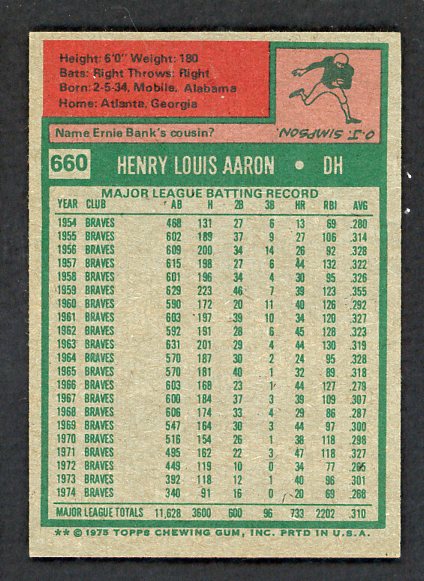 Height: 6'0" Weight: 180
Bats: Right Throws: Right
Born: 2-5-34, Mobile, Alabama
Home: Atlanta, Georgia
Name Ernie Bank's cousin?
O.J. SIMPSON
660 HENRY LOUIS AARON • DH
MAJOR LEAGUE BATTING RECORD
YEAR CLUB AB H 2B 3B HR RBI AVG
1954 BRAVES 468 131 27 6 13 69 .280
1955 BRAVES 602 189 37 9 27 106 .314
1956 BRAVES 609 200 34 14 26 92 .328
1957 BRAVES 615 198 27 6 44 132 .322
1958 BRAVES 601 196 34 4 30 95 .326
1959 BRAVES 629 223 46 7 39 123 .355
1960 BRAVES 590 172 20 11 40 126 .292
1961 BRAVES 603 197 39 10 34 120 .327
1962 BRAVES 592 191 28 6 45 128 .323
1963 BRAVES 631 201 29 4 44 130 .319
1964 BRAVES 570 187 30 2 24 95 .328
1965 BRAVES 570 181 40 1 32 89 .318
1966 BRAVES 603 168 23 1 44 127 .279
1967 BRAVES 600 184 37 3 39 109 .307
1968 BRAVES 606 174 33 4 29 86 .287
1969 BRAVES 547 164 30 3 44 97 .300
1970 BRAVES 516 154 26 1 38 118 .298
1971 BRAVES 495 162 22 3 47 118 .327
1972 BRAVES 449 119 10 0 34 77 .265
1973 BRAVES 392 118 12 1 40 96 .301
1974 BRAVES 340 91 16 0 20 69 .268
MAJOR LEAGUE TOTALS 11,628 3600 600 96 733 2202 .310
** © 1975 TOPPS CHEWING GUM, INC. PRTD IN U.S.A.